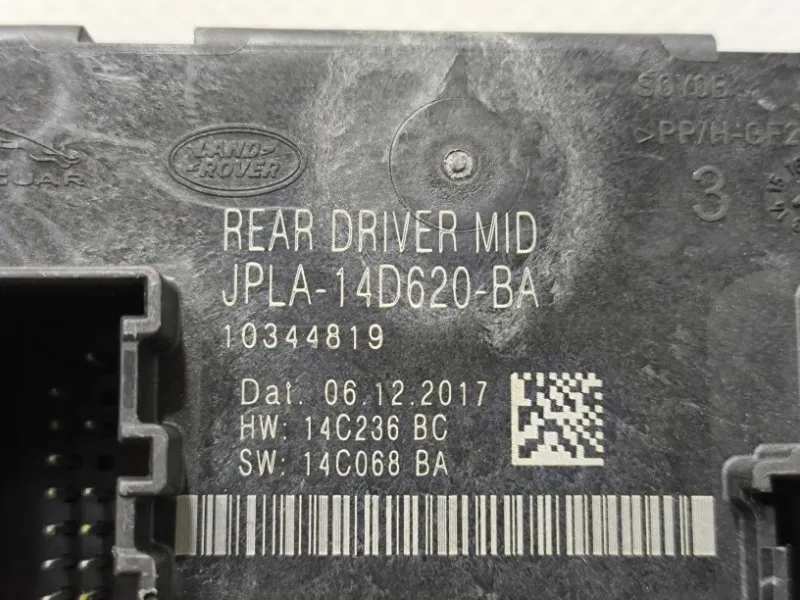 LAND-
-ROVER
REAR DRIVER MID
JPLA-14D620-BA
10344819
Dat. 06.12.2017
HW: 14C236 BC
SW: 14C068 BA
3